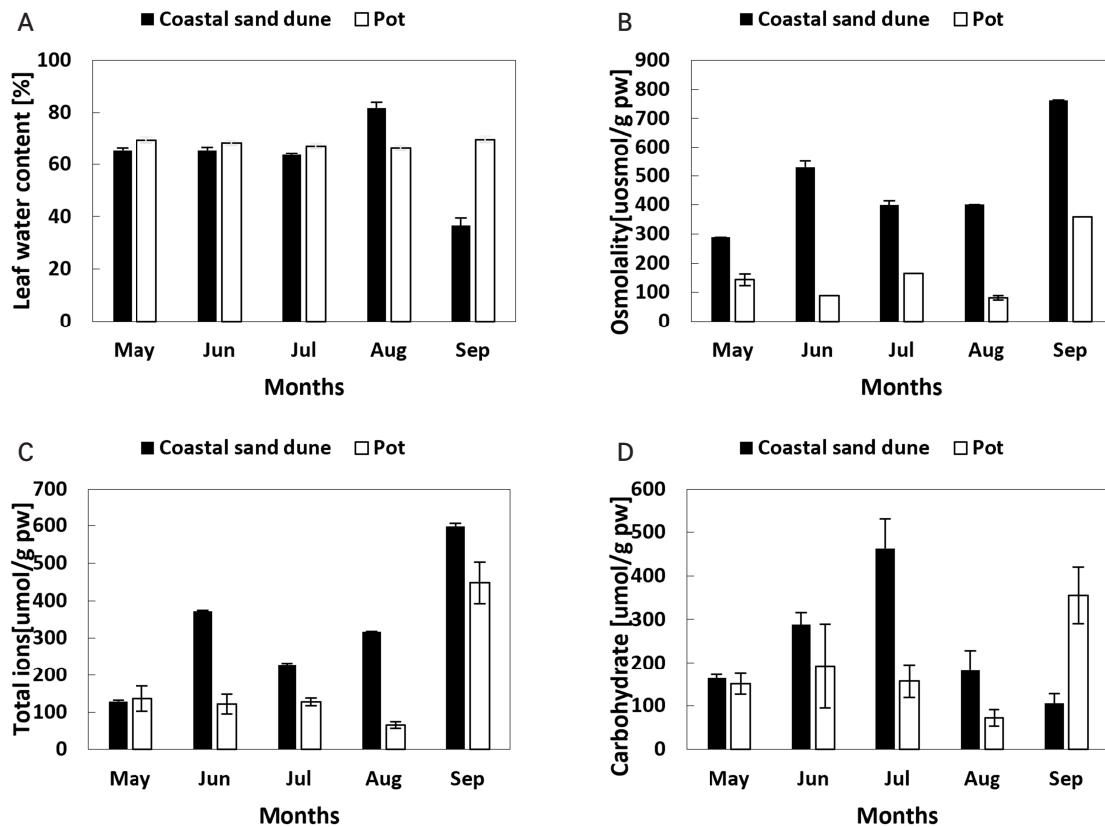 A
Coastal sand dune Pot
Leaf water content [%]
100
80
60
40
20
0
May Jun Jul Aug Sep
Months
B
Coastal sand dune Pot
Osmolality[uosmol/g pw]
900
800
700
600
500
400
300
200
100
0
May Jun Jul Aug Sep
Months
C
Coastal sand dune Pot
Total ions[umol/g pw]
700
600
500
400
300
200
100
0
May Jun Jul Aug Sep
Months
D
Coastal sand dune Pot
Carbohydrate [umol/g pw]
600
500
400
300
200
100
0
May Jun Jul Aug Sep
Months